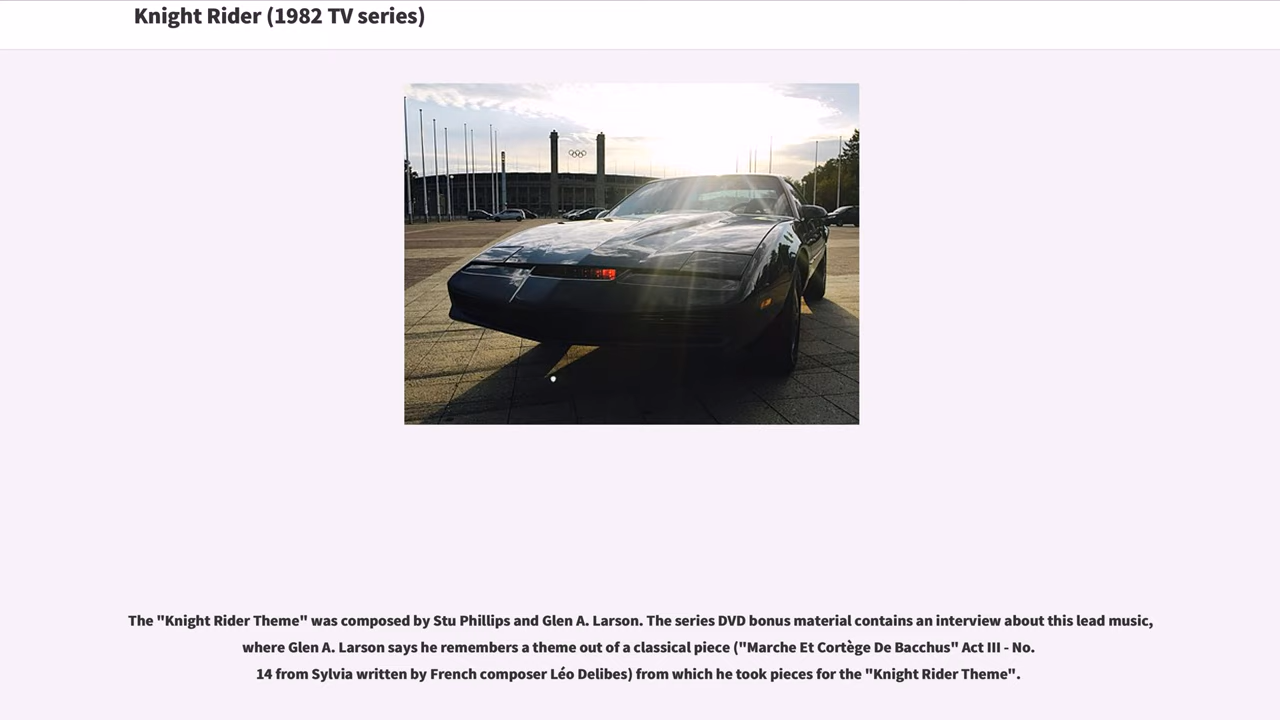 Knight Rider (1982 TV series)
The "Knight Rider Theme" was composed by Stu Phillips and Glen A. Larson. The series DVD bonus material contains an interview about this lead music,
where Glen A. Larson says he remembers a theme out of a classical piece ("Marche Et Cortège De Bacchus" Act III - No.
14 from Sylvia written by French composer Léo Delibes) from which he took pieces for the "Knight Rider Theme".